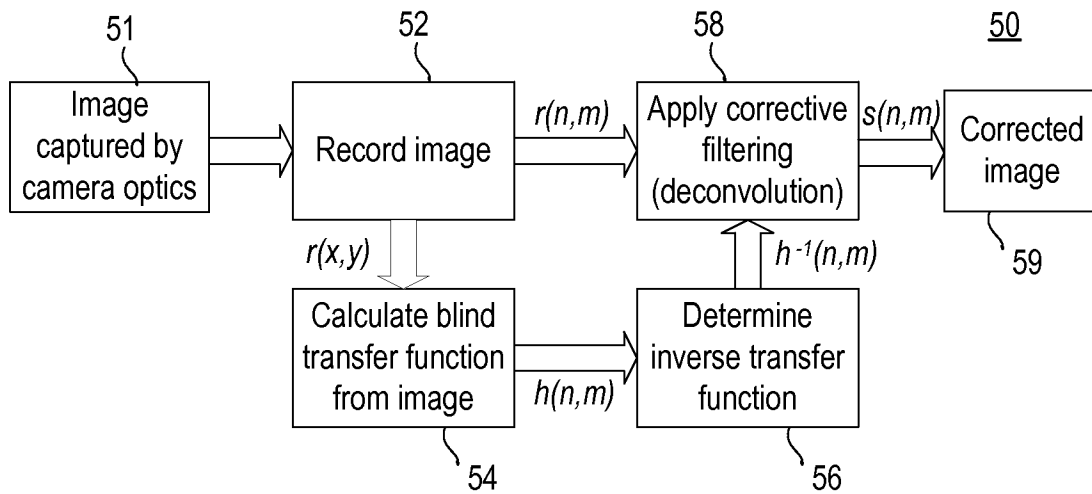 51
52
58
50
Image
captured by
camera optics
Record image
r(n,m)
Apply corrective
filtering
(deconvolution)
s(n,m)
Corrected
image
r(x,y)
h⁻¹(n,m)
59
Calculate blind
transfer function
from image
h(n,m)
Determine
inverse transfer
function
54
56